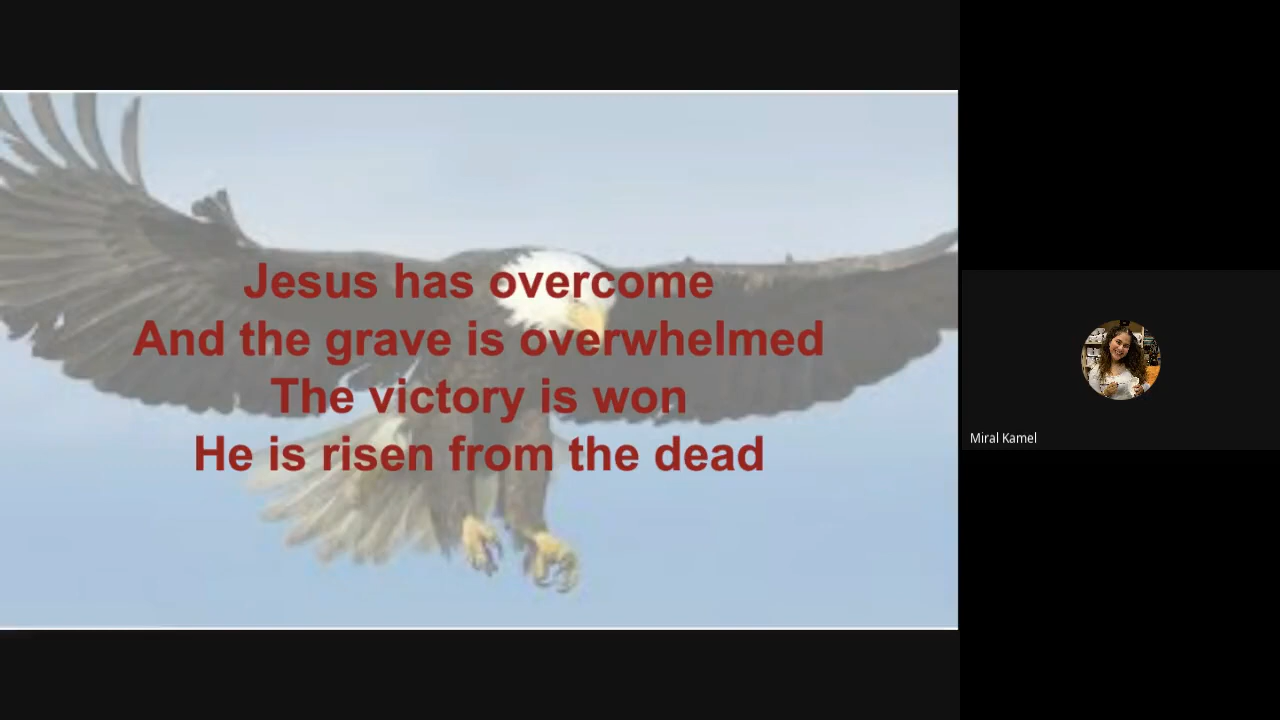 Jesus has overcome
And the grave is overwhelmed
The victory is won
He is risen from the dead
Miral Kamel